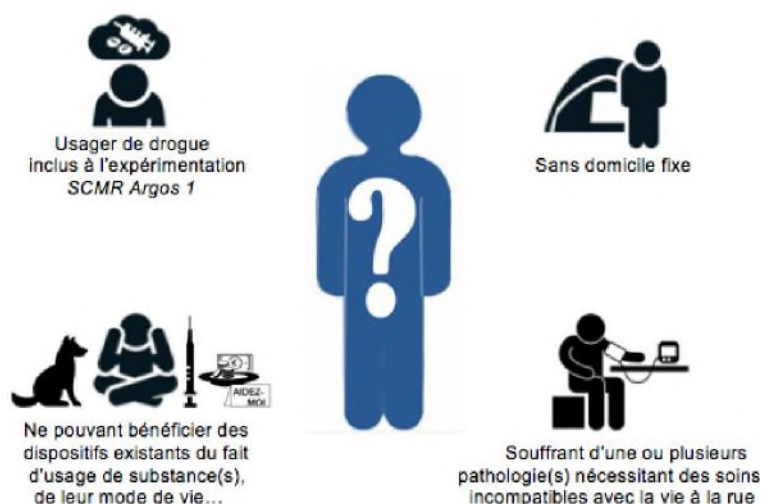 Usager de drogue
inclus à l'expérimentation
SCMR Argos 1
Sans domicile fixe
?
AIDEZ-
MOI
Ne pouvant bénéficier des
dispositifs existants du fait
d'usage de substance(s),
de leur mode de vie...
Souffrant d'une ou plusieurs
pathologie(s) nécessitant des soins
incompatibles avec la vie à la rue